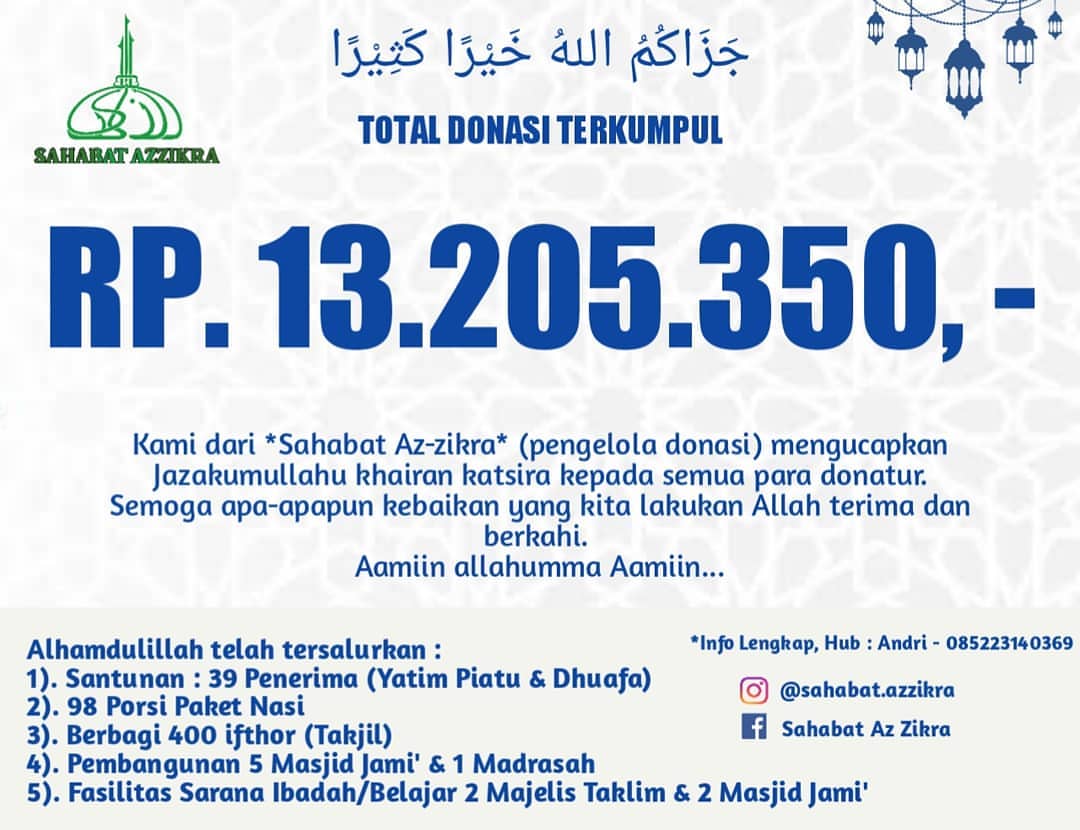 SAHABAT AZZIKRA
جَزَاكُمُ اللهُ خَيْرًا كَثِيْرًا
TOTAL DONASI TERKUMPUL
RP. 13.205.350, -
Kami dari *Sahabat Az-zikra* (pengelola donasi) mengucapkan
Jazakumullahu khairan katsira kepada semua para donatur.
Semoga apa-apapun kebaikan yang kita lakukan Allah terima dan
berkahi.
Aamiin allahumma Aamiin...
Alhamdulillah telah tersalurkan :
1). Santunan : 39 Penerima (Yatim Piatu & Dhuafa)
2). 98 Porsi Paket Nasi
3). Berbagi 400 ifthor (Takjil)
4). Pembangunan 5 Masjid Jami' & 1 Madrasah
5). Fasilitas Sarana Ibadah/Belajar 2 Majelis Taklim & 2 Masjid Jami'
*Info Lengkap, Hub : Andri - 085223140369
@sahabat.azzikra
Sahabat Az Zikra